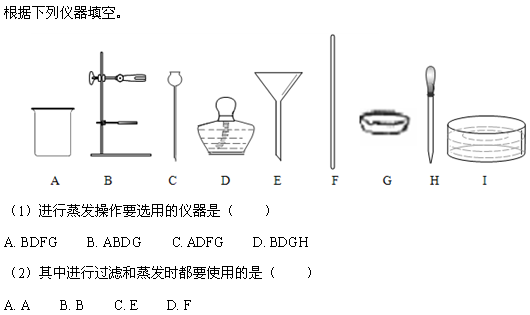 根据下列仪器填空。
A B C D E F G H I
（1）进行蒸发操作要选用的仪器是（ ）
A. BDFG B. ABDG C. ADFG D. BDGH
（2）其中进行过滤和蒸发时都要使用的是（ ）
A. A B. B C. E D. F